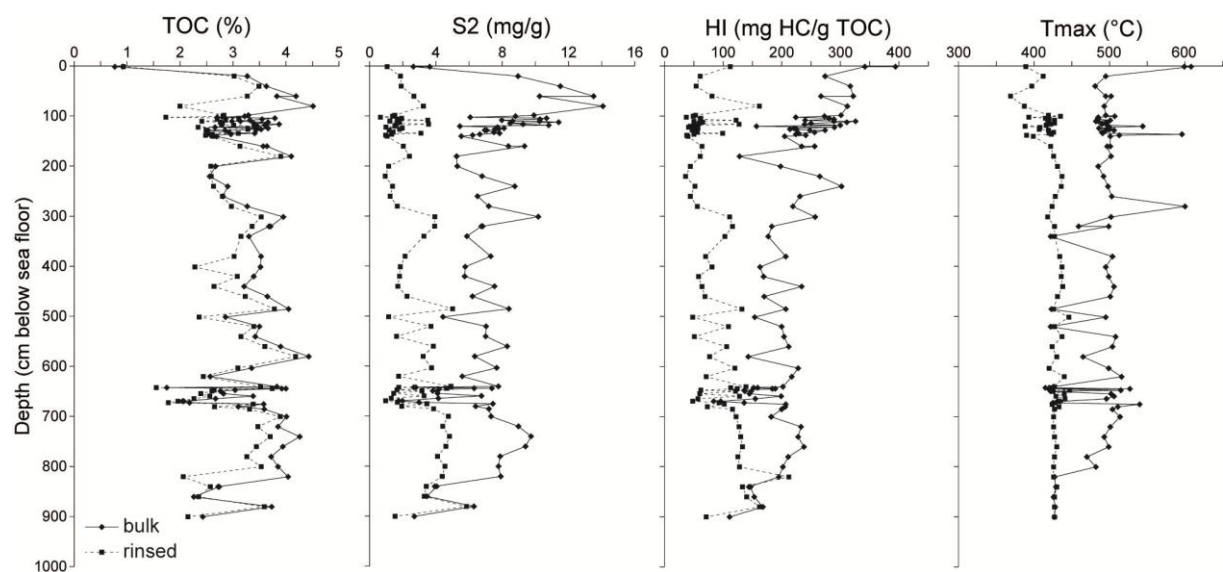 TOC (%) S2 (mg/g) HI (mg HC/g TOC) Tmax (°C)
0 1 2 3 4 5 0 4 8 12 16 0 100 200 300 400 300 400 500 600
0
100
200
300
400
500
600
700
800
900
1000
Depth (cm below sea floor)
bulk
rinsed